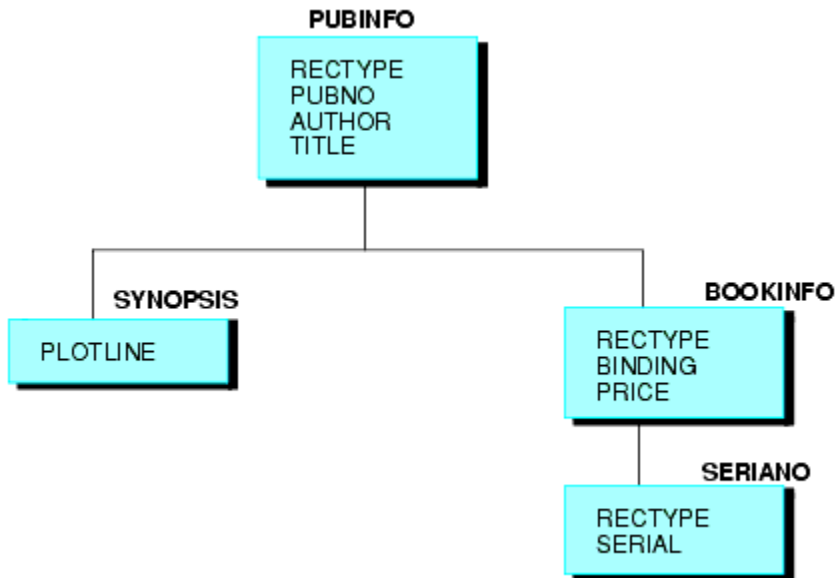 PUBINFO
RECTYPE
PUBNO
AUTHOR
TITLE
SYNOPSIS
PLOTLINE
BOOKINFO
RECTYPE
BINDING
PRICE
SERIANO
RECTYPE
SERIAL